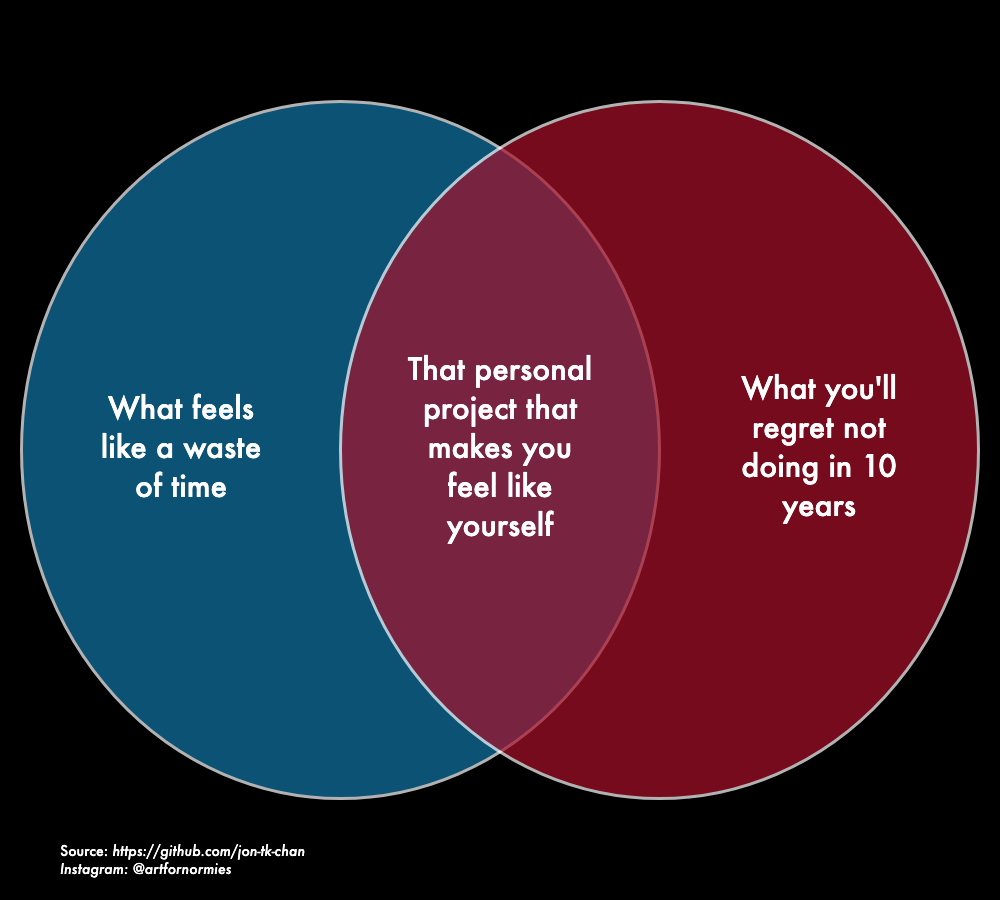 What feels
like a waste
of time
That personal
project that
makes you
feel like
yourself
What you'll
regret not
doing in 10
years
Source: https://github.com/jon-tk-chan
Instagram: @artfornormies